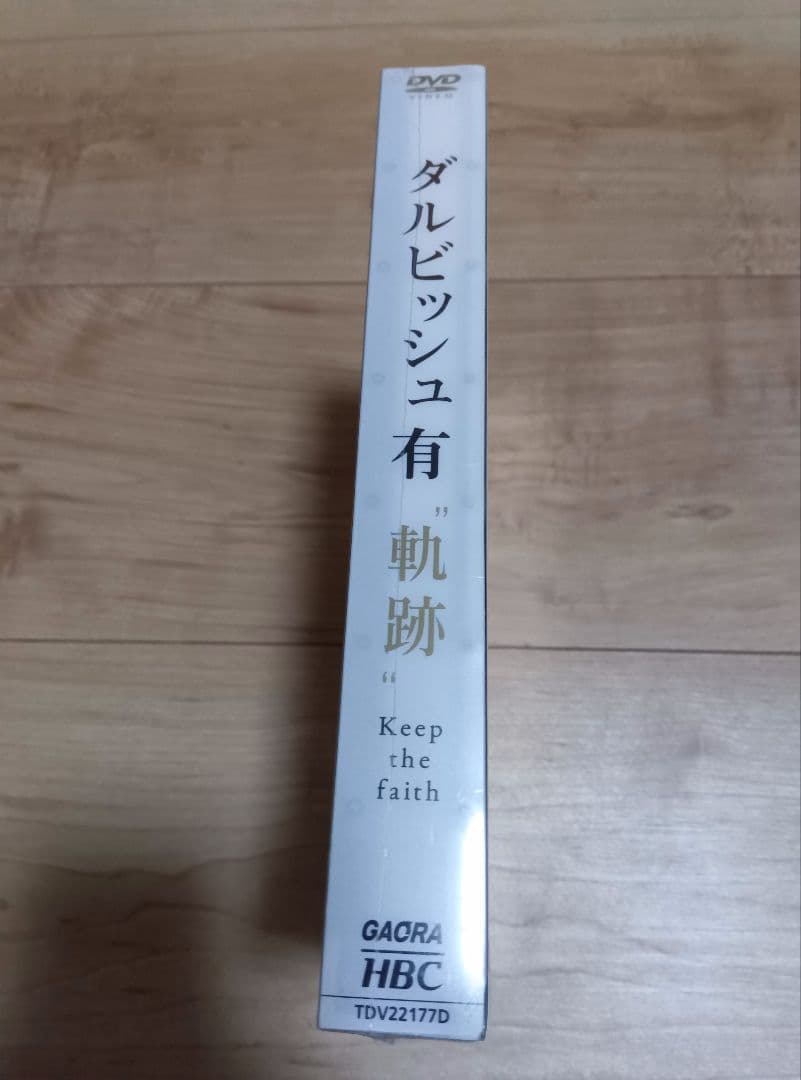 DVD
VIDEO
ダルビッシュ 有
”軌跡“
Keep
the
faith
GAORA
HBC
TDV22177D